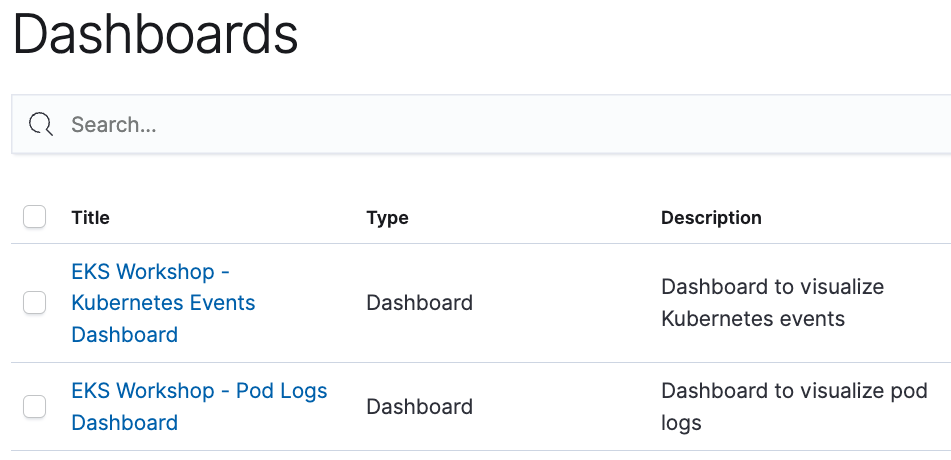 Dashboards
Search...
Title Type Description
EKS Workshop -
Kubernetes Events
Dashboard
Dashboard
Dashboard to visualize
Kubernetes events
EKS Workshop - Pod Logs
Dashboard
Dashboard
Dashboard to visualize pod
logs